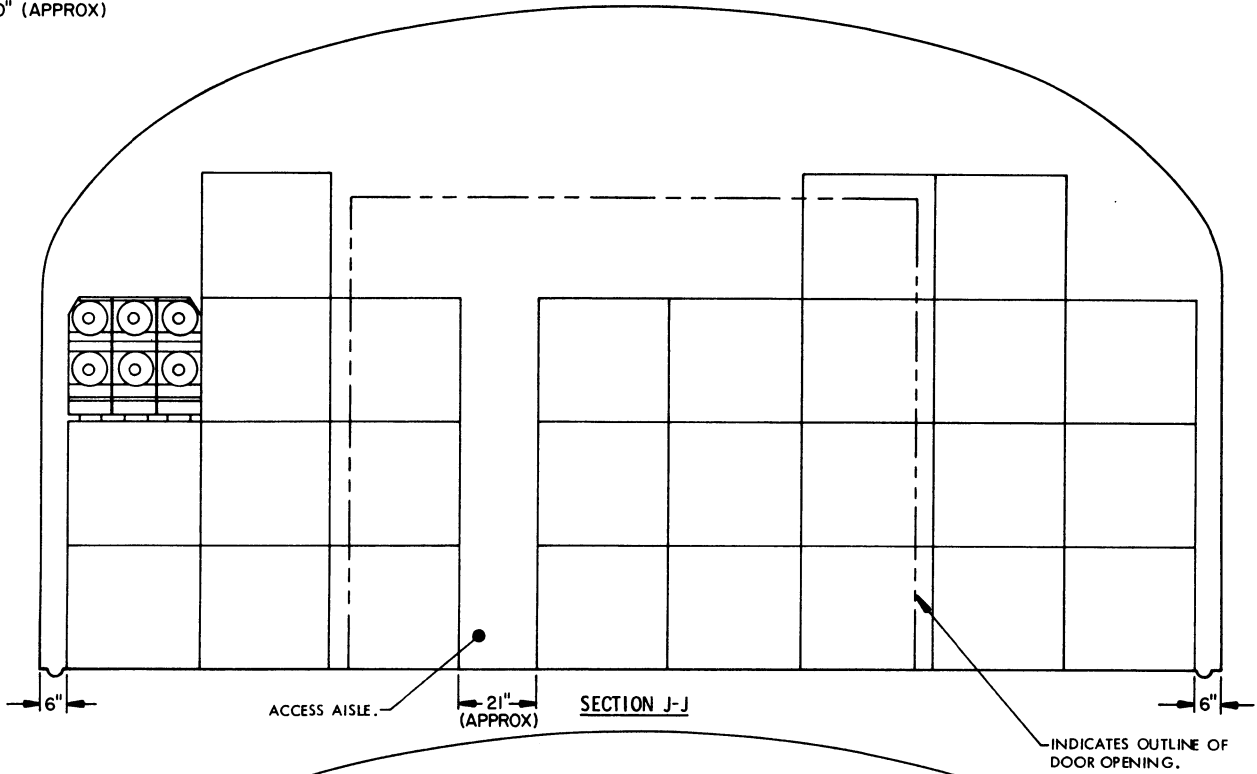 0" (APPROX)
6"
ACCESS AISLE.
21"
(APPROX)
SECTION J-J
6"
INDICATES OUTLINE OF
DOOR OPENING.